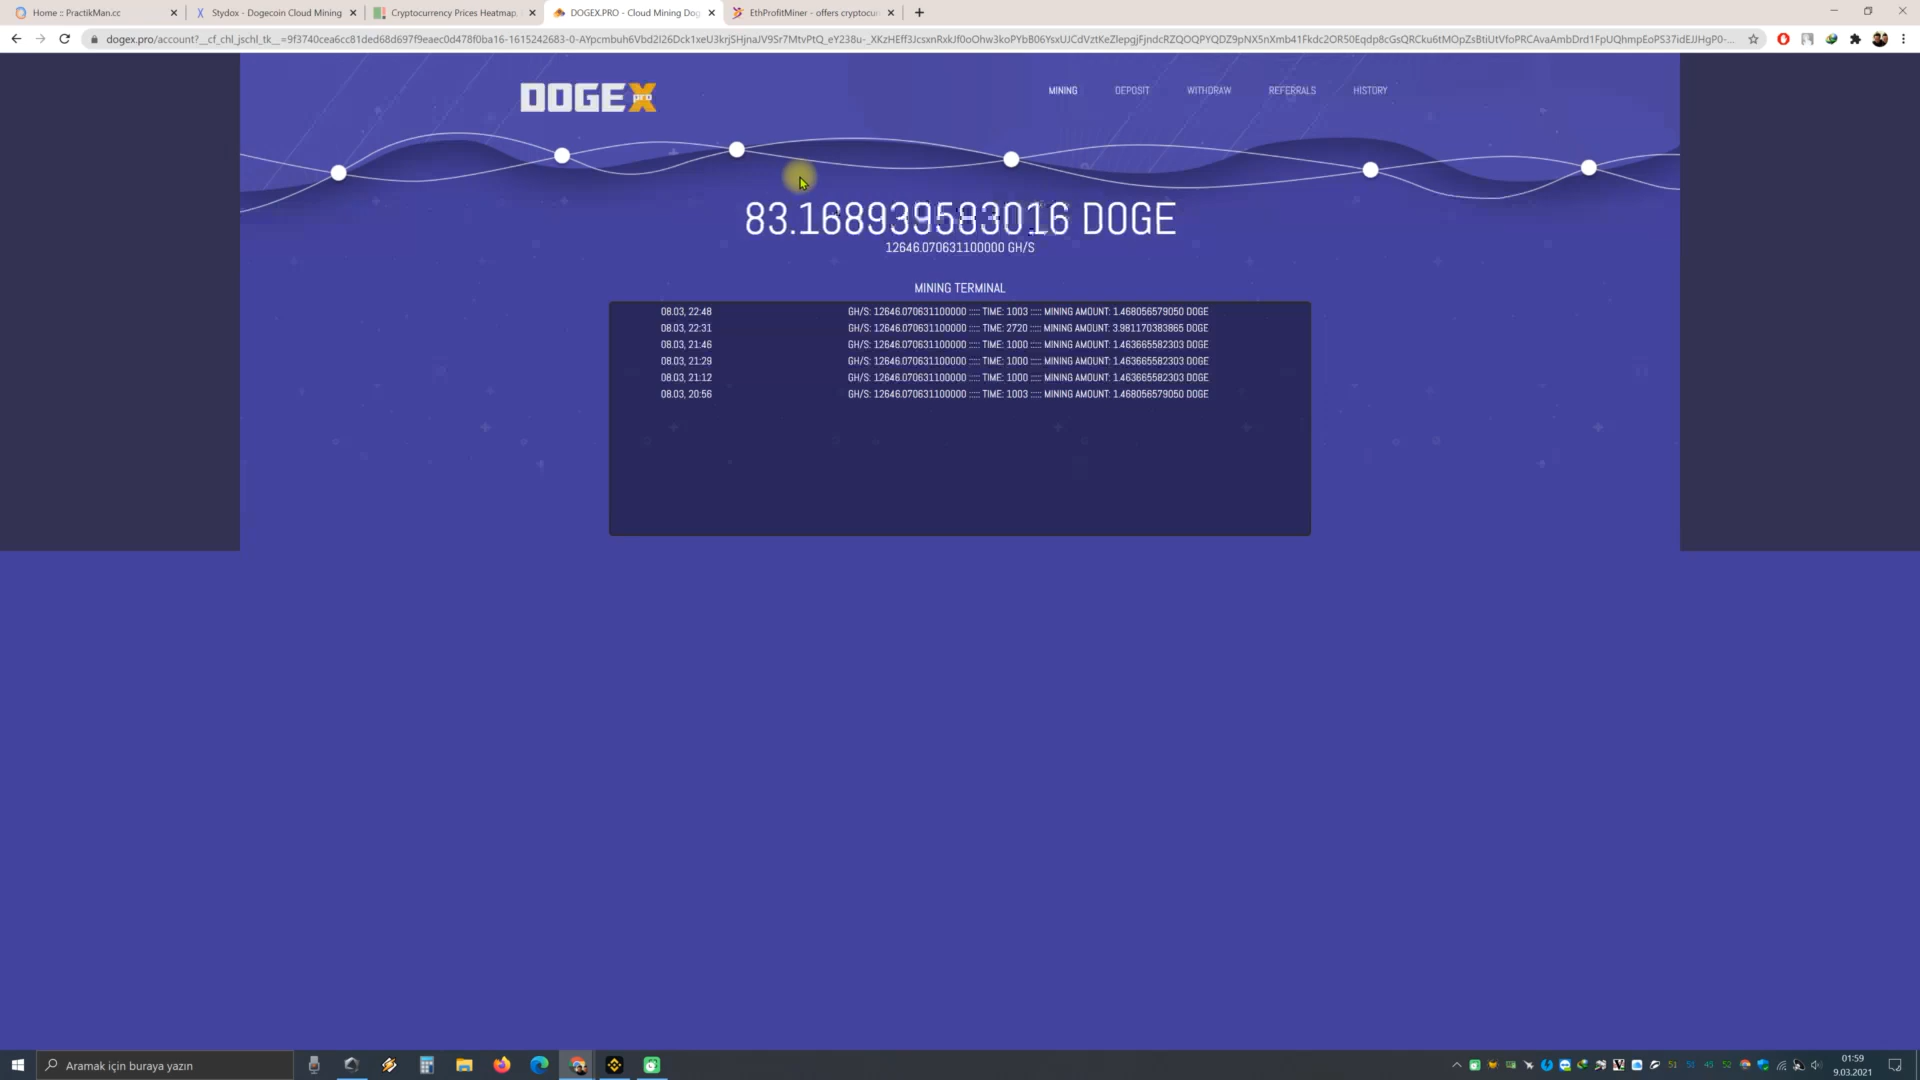 Home :: PractikMan.cc
Stydox - Dogecoin Cloud Mining
Cryptocurrency Prices Heatmap,
DOGEX.PRO - Cloud Mining Dog
EthProfitMiner - offers cryptocur
DOGEX pro
MINING
DEPOSIT
WITHDRAW
REFERRALS
HISTORY
83.168939583016 DOGE
12646.070631100000 GH/S
MINING TERMINAL
08.03, 22:48 GH/S: 12646.070631100000 ::::: TIME: 1003 ::::: MINING AMOUNT: 1.468056579050 DOGE
08.03, 22:31 GH/S: 12646.070631100000 ::::: TIME: 2720 ::::: MINING AMOUNT: 3.981170383865 DOGE
08.03, 21:46 GH/S: 12646.070631100000 ::::: TIME: 1000 ::::: MINING AMOUNT: 1.463665582303 DOGE
08.03, 21:29 GH/S: 12646.070631100000 ::::: TIME: 1000 ::::: MINING AMOUNT: 1.463665582303 DOGE
08.03, 21:12 GH/S: 12646.070631100000 ::::: TIME: 1000 ::::: MINING AMOUNT: 1.463665582303 DOGE
08.03, 20:56 GH/S: 12646.070631100000 ::::: TIME: 1003 ::::: MINING AMOUNT: 1.468056579050 DOGE
Aramak için buraya yazın
01:59
9.03.2021